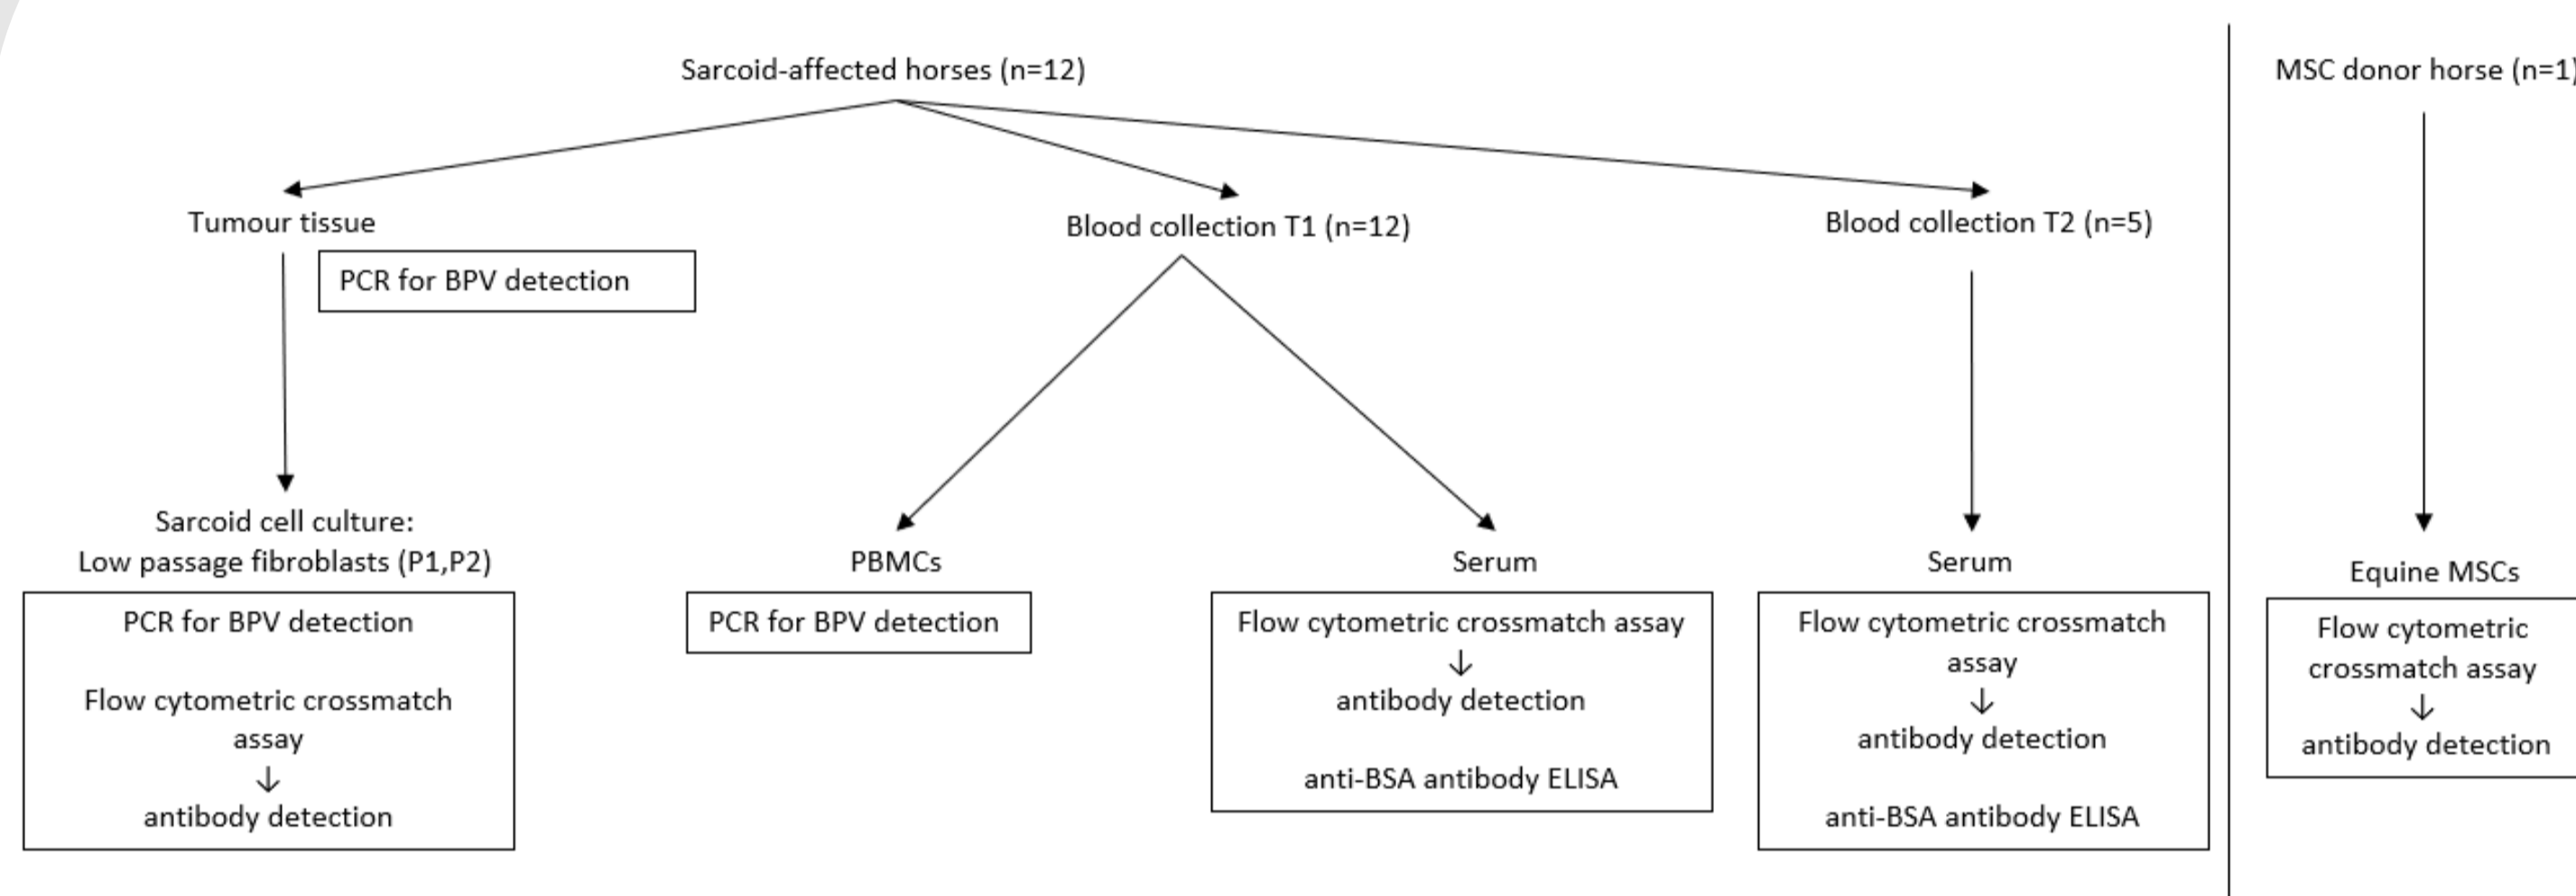 Sarcoid-affected horses (n=12)
MSC donor horse (n=1)
Tumour tissue
Blood collection T1 (n=12)
Blood collection T2 (n=5)
PCR for BPV detection
Sarcoid cell culture:
Low passage fibroblasts (P1,P2)
PCR for BPV detection
Flow cytometric crossmatch
assay
↓
antibody detection
PBMCs
PCR for BPV detection
Serum
Flow cytometric crossmatch assay
↓
antibody detection
anti-BSA antibody ELISA
Serum
Flow cytometric crossmatch
assay
↓
antibody detection
anti-BSA antibody ELISA
Equine MSCs
Flow cytometric
crossmatch assay
↓
antibody detection